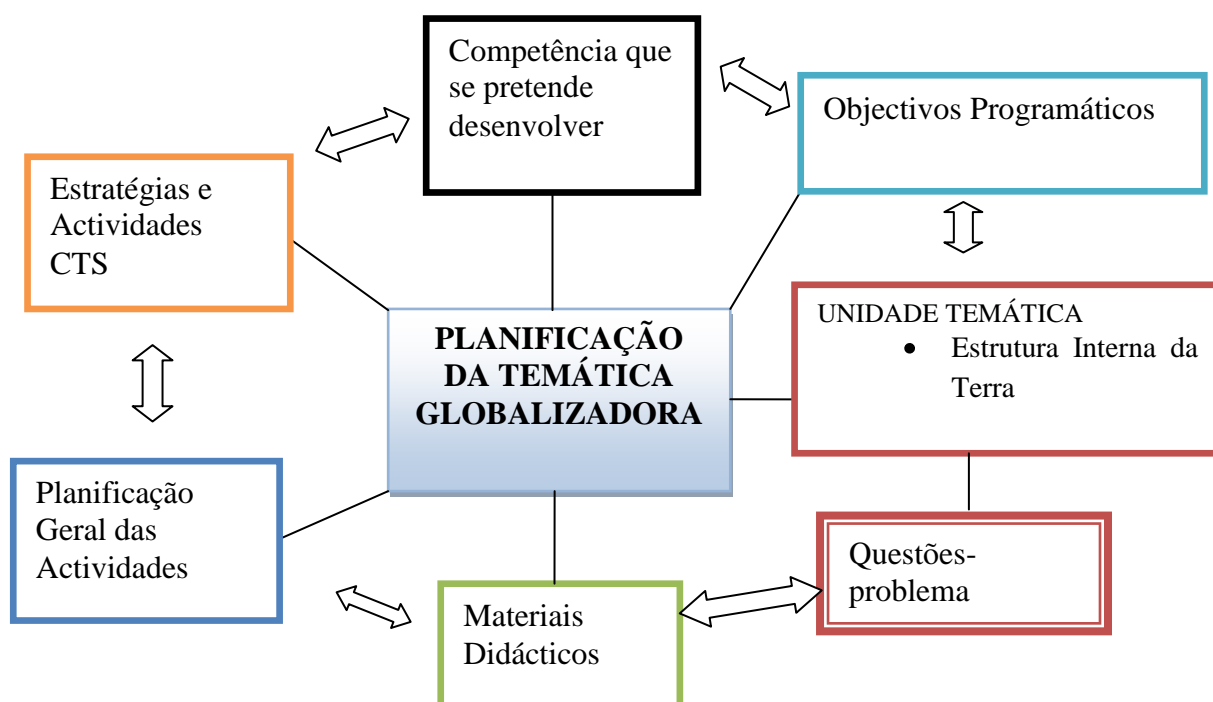 Competência que
se pretende
desenvolver
Objectivos Programáticos
Estratégias e
Actividades
CTS
PLANIFICAÇÃO
DA TEMÁTICA
GLOBALIZADORA
UNIDADE TEMÁTICA
• Estrutura Interna da
Terra
Planificação
Geral das
Actividades
Materiais
Didácticos
Questões-
problema